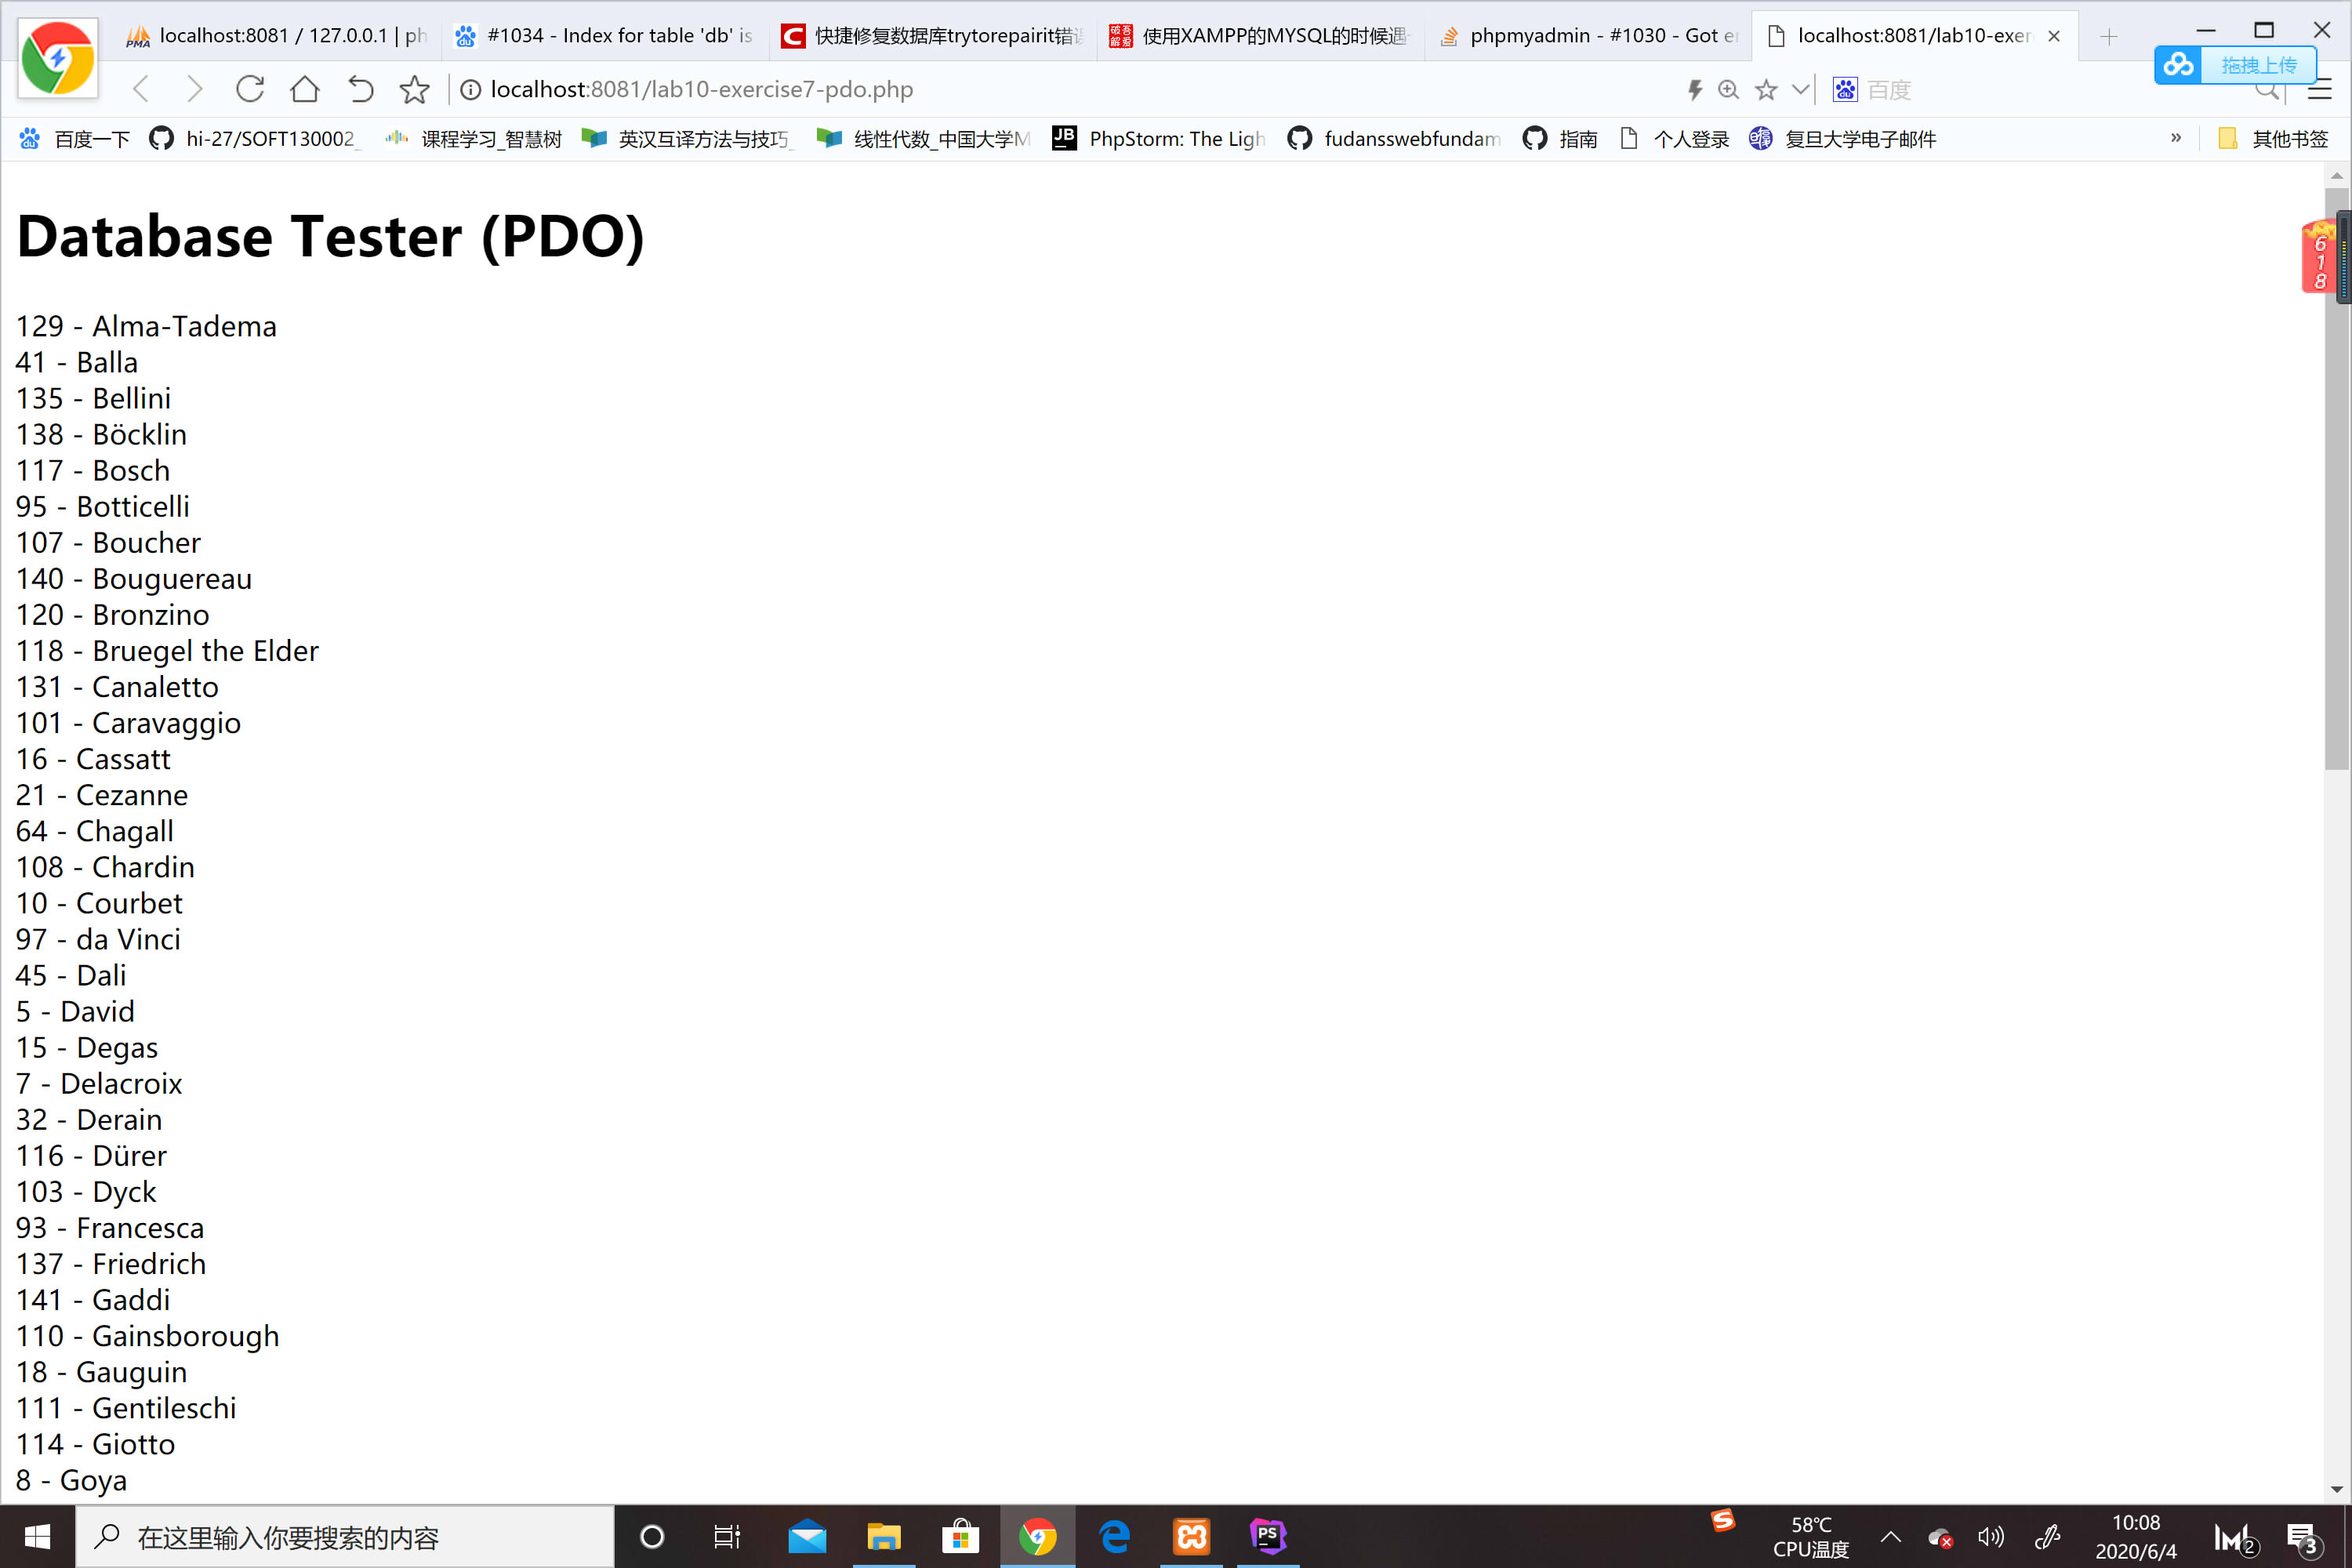 localhost:8081 / 127.0.0.1 | ph
#1034 - Index for table 'db' is
快捷修复数据库trytorepairit错误
使用XAMPP的MYSQL的时候遇
phpmyadmin - #1030 - Got e
localhost:8081/lab10-exer
拖拽上传
localhost:8081/lab10-exercise7-pdo.php
百度
百度一下
hi-27/SOFT130002_
课程学习_智慧树
英汉互译方法与技巧_
线性代数_中国大学M
PhpStorm: The Ligh
fudansswebfundam
指南
个人登录
复旦大学电子邮件
»
其他书签
Database Tester (PDO)
618
129 - Alma-Tadema
41 - Balla
135 - Bellini
138 - Böcklin
117 - Bosch
95 - Botticelli
107 - Boucher
140 - Bouguereau
120 - Bronzino
118 - Bruegel the Elder
131 - Canaletto
101 - Caravaggio
16 - Cassatt
21 - Cezanne
64 - Chagall
108 - Chardin
10 - Courbet
97 - da Vinci
45 - Dali
5 - David
15 - Degas
7 - Delacroix
32 - Derain
116 - Dürer
103 - Dyck
93 - Francesca
137 - Friedrich
141 - Gaddi
110 - Gainsborough
18 - Gauguin
111 - Gentileschi
114 - Giotto
8 - Goya
在这里输入你要搜索的内容
58℃
CPU温度
10:08
2020/6/4
2
3